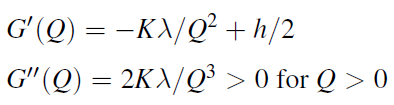 G′(Q) = −Kλ/Q² + h/2
G″(Q) = 2Kλ/Q³ > 0 for Q > 0